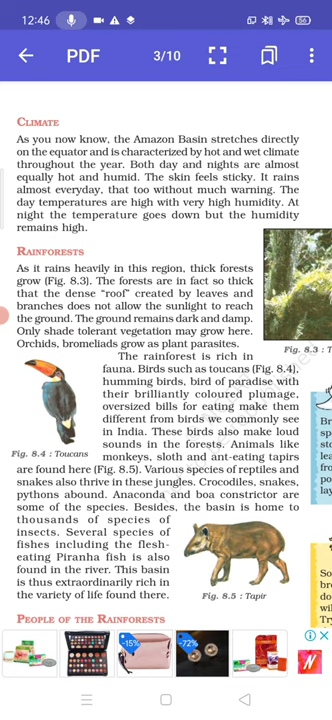 12:46
56
PDF
3/10
CLIMATE
As you now know, the Amazon Basin stretches directly
on the equator and is characterized by hot and wet climate
throughout the year. Both day and nights are almost
equally hot and humid. The skin feels sticky. It rains
almost everyday, that too without much warning. The
day temperatures are high with very high humidity. At
night the temperature goes down but the humidity
remains high.
RAINFORESTS
As it rains heavily in this region, thick forests
grow (Fig. 8.3). The forests are in fact so thick
that the dense “roof” created by leaves and
branches does not allow the sunlight to reach
the ground. The ground remains dark and damp.
Only shade tolerant vegetation may grow here.
Orchids, bromeliads grow as plant parasites.
Fig. 8.3 : T
The rainforest is rich in
fauna. Birds such as toucans (Fig. 8.4),
humming birds, bird of paradise with
their brilliantly coloured plumage,
oversized bills for eating make them
different from birds we commonly see
in India. These birds also make loud
sounds in the forests. Animals like
monkeys, sloth and ant-eating tapirs
Fig. 8.4 : Toucans
are found here (Fig. 8.5). Various species of reptiles and
snakes also thrive in these jungles. Crocodiles, snakes,
pythons abound. Anaconda and boa constrictor are
some of the species. Besides, the basin is home to
thousands of species of
insects. Several species of
fishes including the flesh-
eating Piranha fish is also
found in the river. This basin
is thus extraordinarily rich in
the variety of life found there.
Fig. 8.5 : Tapir
Br
spe
sto
lea
fro
po
lay
So
bre
do
wil
Try
PEOPLE OF THE RAINFORESTS
-15%
-72%
N